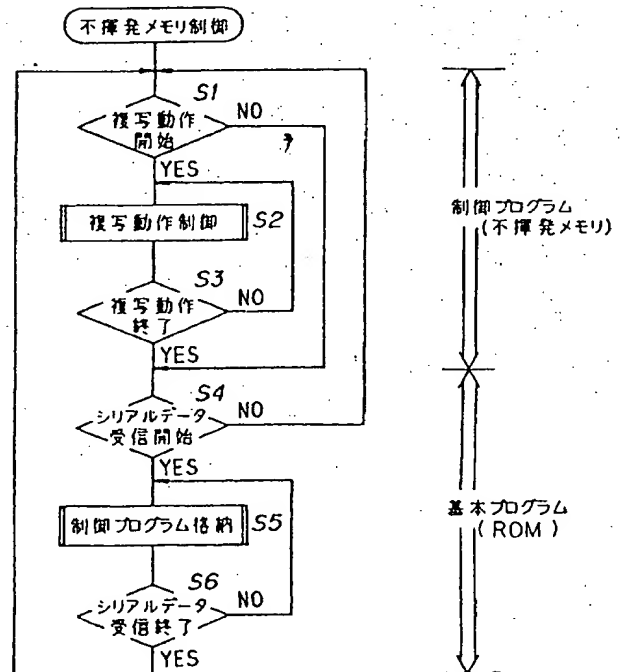 不揮発メモリ制御
S1
複写動作
開始
NO
YES
複写動作制御
S2
S3
複写動作
終了
NO
YES
S4
シリアルデータ
受信開始
NO
YES
制御プログラム格納
S5
S6
シリアルデータ
受信終了
NO
YES
制御プログラム
(不揮発メモリ)
基本プログラム
(ROM)